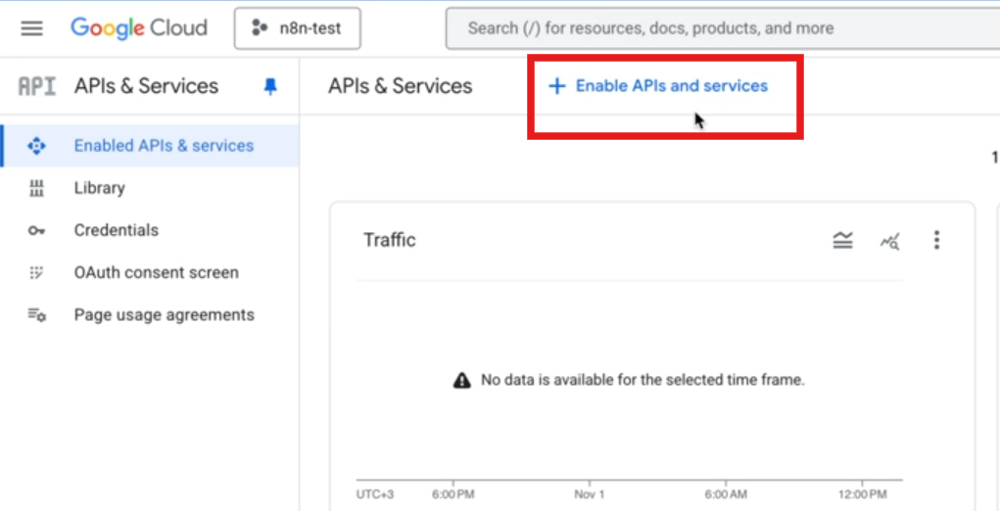 Google Cloud
n8n-test
Search (/) for resources, docs, products, and more
API
APIs & Services
APIs & Services
+ Enable APIs and services
Enabled APIs & services
Library
Credentials
OAuth consent screen
Page usage agreements
1
Traffic
No data is available for the selected time frame.
UTC+3 6:00 PM Nov 1 6:00 AM 12:00 PM